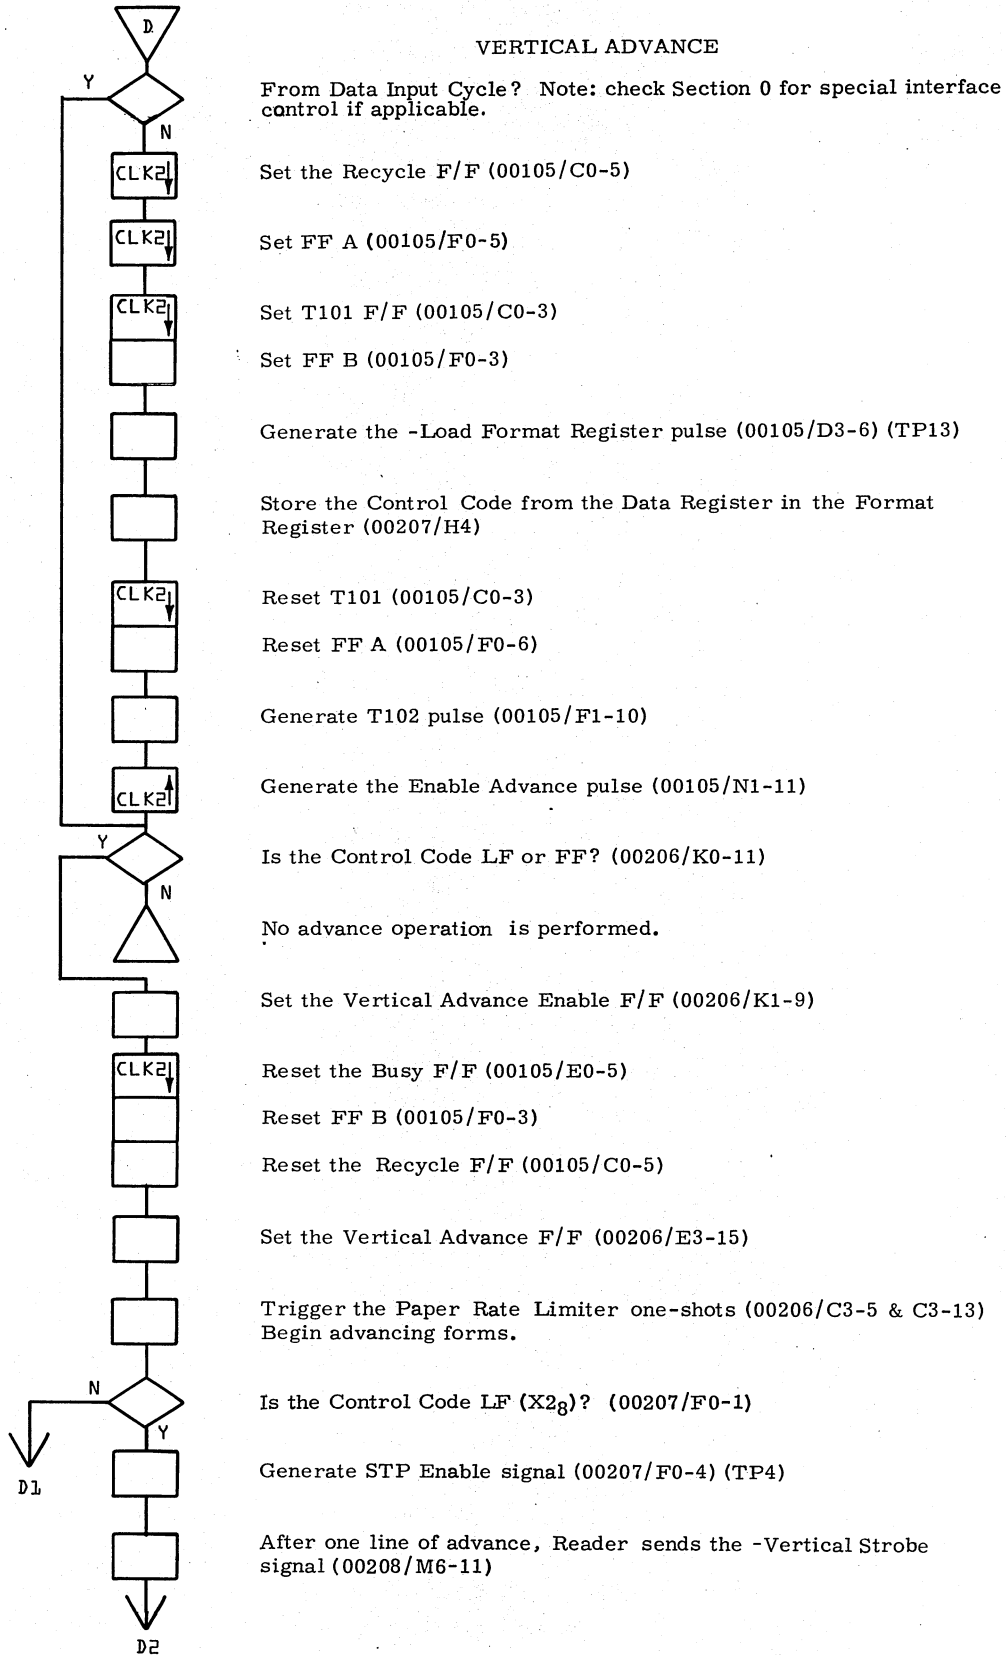 D
VERTICAL ADVANCE
Y
From Data Input Cycle? Note: check Section 0 for special interface
control if applicable.
N
CLK2
Set the Recycle F/F (00105/C0-5)
CLK2
Set FF A (00105/F0-5)
CLK2
Set T101 F/F (00105/C0-3)
Set FF B (00105/F0-3)
Generate the -Load Format Register pulse (00105/D3-6) (TP13)
Store the Control Code from the Data Register in the Format
Register (00207/H4)
CLK2
Reset T101 (00105/C0-3)
Reset FF A (00105/F0-6)
Generate T102 pulse (00105/F1-10)
CLK2
Generate the Enable Advance pulse (00105/N1-11)
Y
Is the Control Code LF or FF? (00206/K0-11)
N
No advance operation is performed.
Set the Vertical Advance Enable F/F (00206/K1-9)
CLK2
Reset the Busy F/F (00105/E0-5)
Reset FF B (00105/F0-3)
Reset the Recycle F/F (00105/C0-5)
Set the Vertical Advance F/F (00206/E3-15)
Trigger the Paper Rate Limiter one-shots (00206/C3-5 & C3-13)
Begin advancing forms.
N
Is the Control Code LF (X2₈)? (00207/F0-1)
Y
Generate STP Enable signal (00207/F0-4) (TP4)
D1
After one line of advance, Reader sends the -Vertical Strobe
signal (00208/M6-11)
D2